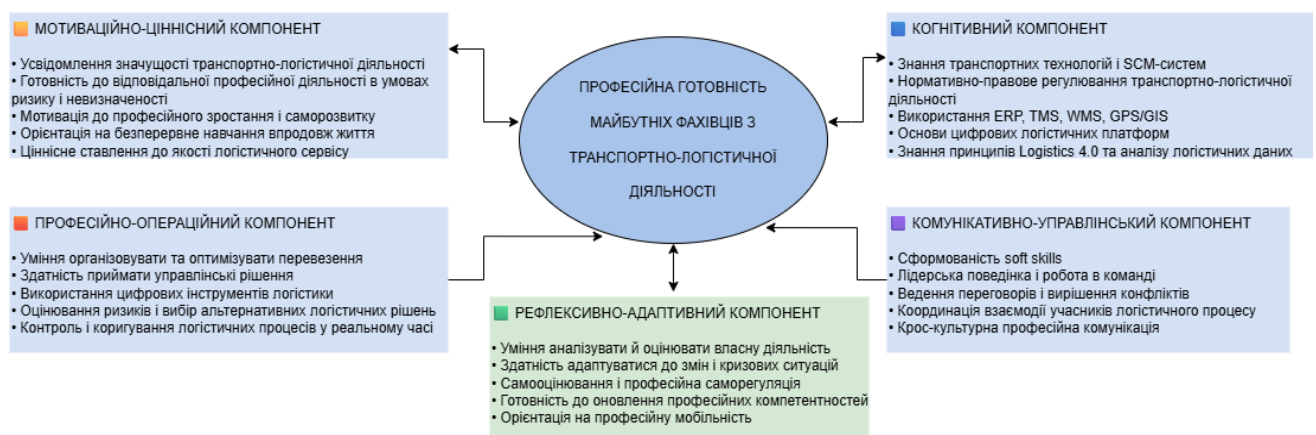 МОТИВАЦІЙНО-ЦІННІСНИЙ КОМПОНЕНТ
• Усвідомлення значущості транспортно-логістичної діяльності
• Готовність до відповідальної професійної діяльності в умовах
ризику і невизначеності
• Мотивація до професійного зростання і саморозвитку
• Орієнтація на безперервне навчання впродовж життя
• Ціннісне ставлення до якості логістичного сервісу
ПРОФЕСІЙНА ГОТОВНІСТЬ
МАЙБУТНІХ ФАХІВЦІВ З
ТРАНСПОРТНО-ЛОГІСТИЧНОЇ
ДІЯЛЬНОСТІ
КОГНІТИВНИЙ КОМПОНЕНТ
• Знання транспортних технологій і SCM-систем
• Нормативно-правове регулювання транспортно-логістичної
діяльності
• Використання ERP, TMS, WMS, GPS/GIS
• Основи цифрових логістичних платформ
• Знання принципів Logistics 4.0 та аналізу логістичних даних
ПРОФЕСІЙНО-ОПЕРАЦІЙНИЙ КОМПОНЕНТ
• Уміння організовувати та оптимізувати перевезення
• Здатність приймати управлінські рішення
• Використання цифрових інструментів логістики
• Оцінювання ризиків і вибір альтернативних логістичних рішень
• Контроль і коригування логістичних процесів у реальному часі
КОМУНІКАТИВНО-УПРАВЛІНСЬКИЙ КОМПОНЕНТ
• Сформованість soft skills
• Лідерська поведінка і робота в команді
• Ведення переговорів і вирішення конфліктів
• Координація взаємодії учасників логістичного процесу
• Крос-культурна професійна комунікація
РЕФЛЕКСИВНО-АДАПТИВНИЙ КОМПОНЕНТ
• Уміння аналізувати й оцінювати власну діяльність
• Здатність адаптуватися до змін і кризових ситуацій
• Самооцінювання і професійна саморегуляція
• Готовність до оновлення професійних компетентностей
• Орієнтація на професійну мобільність